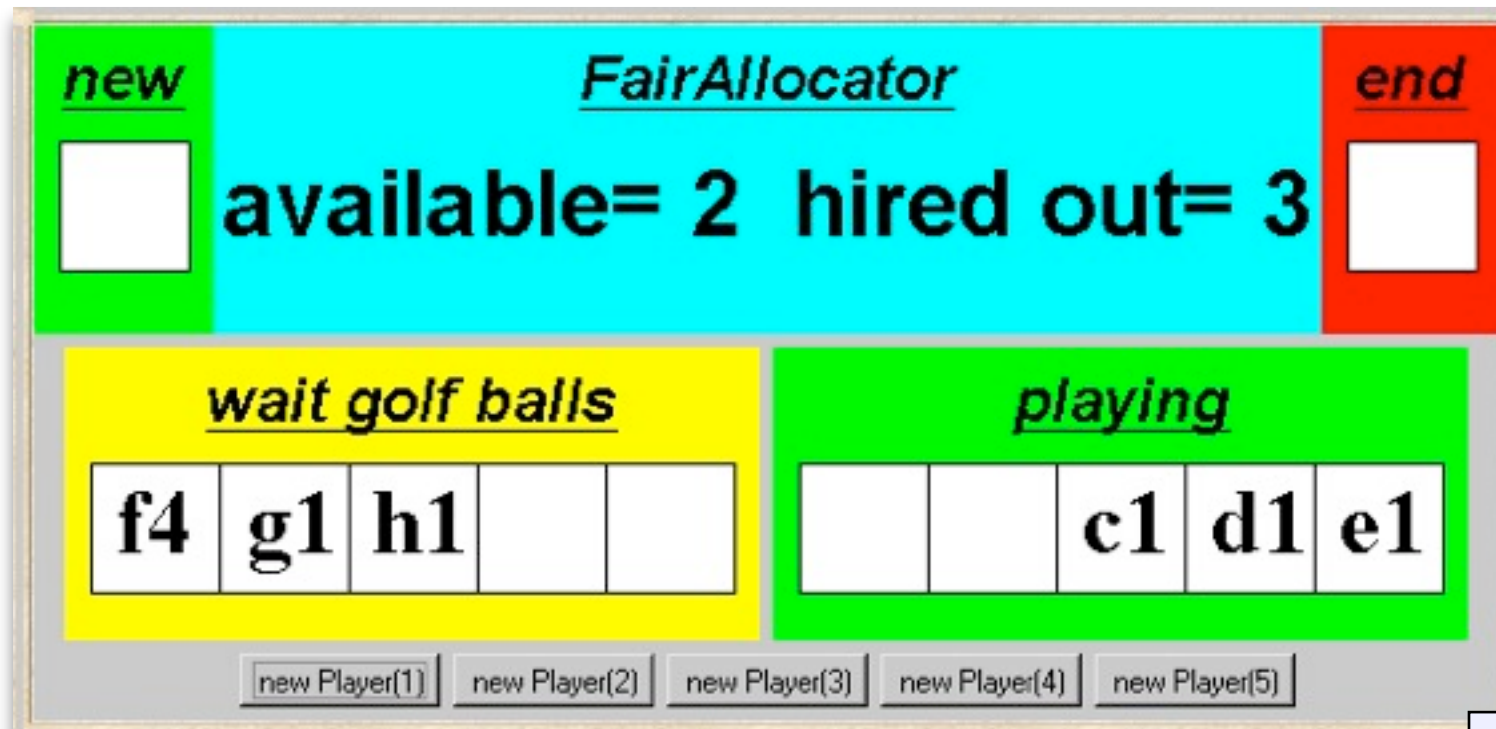 new FairAllocator end
available= 2 hired out= 3
wait golf balls playing
f4 g1 h1 c1 d1 e1
new Player(1) new Player(2) new Player(3) new Player(4) new Player(5)